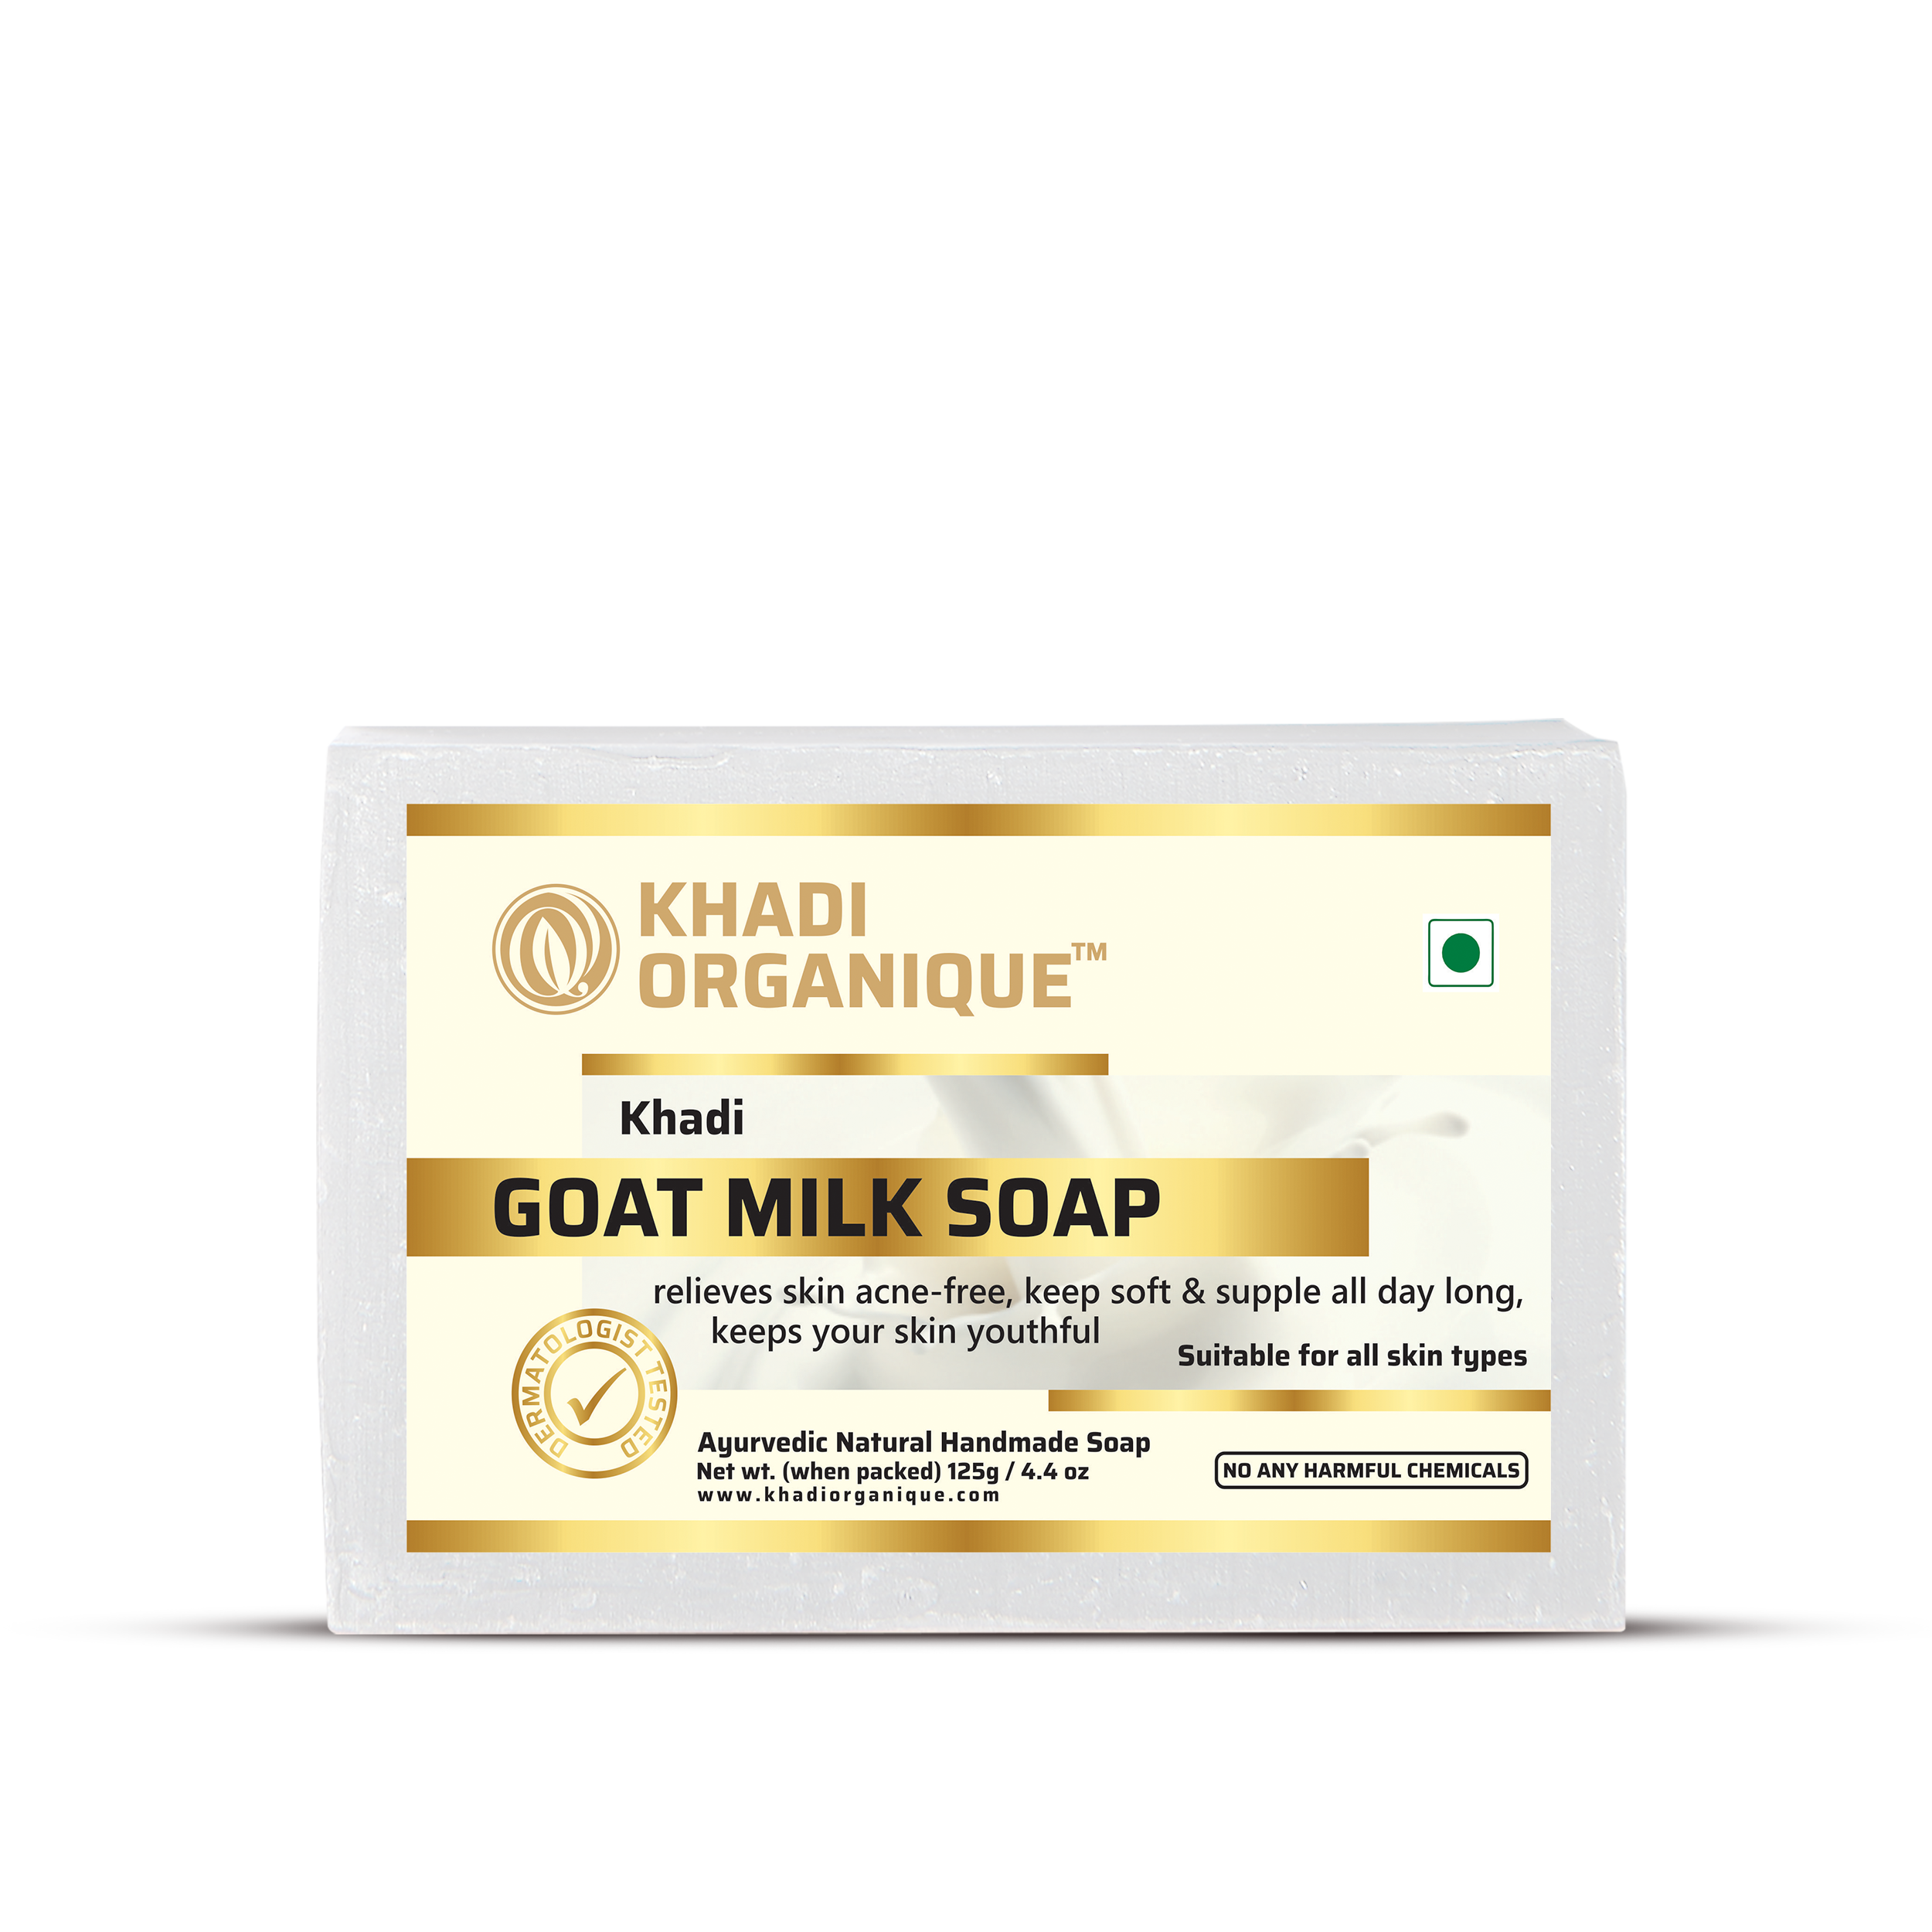 KHADI
ORGANIQUE™
Khadi
GOAT MILK SOAP
relieves skin acne-free, keep soft & supple all day long,
keeps your skin youthful
Suitable for all skin types
DERMATOLOGIST TESTED
Ayurvedic Natural Handmade Soap
Net wt. (when packed) 125g / 4.4 oz
www.khadiorganique.com
NO ANY HARMFUL CHEMICALS